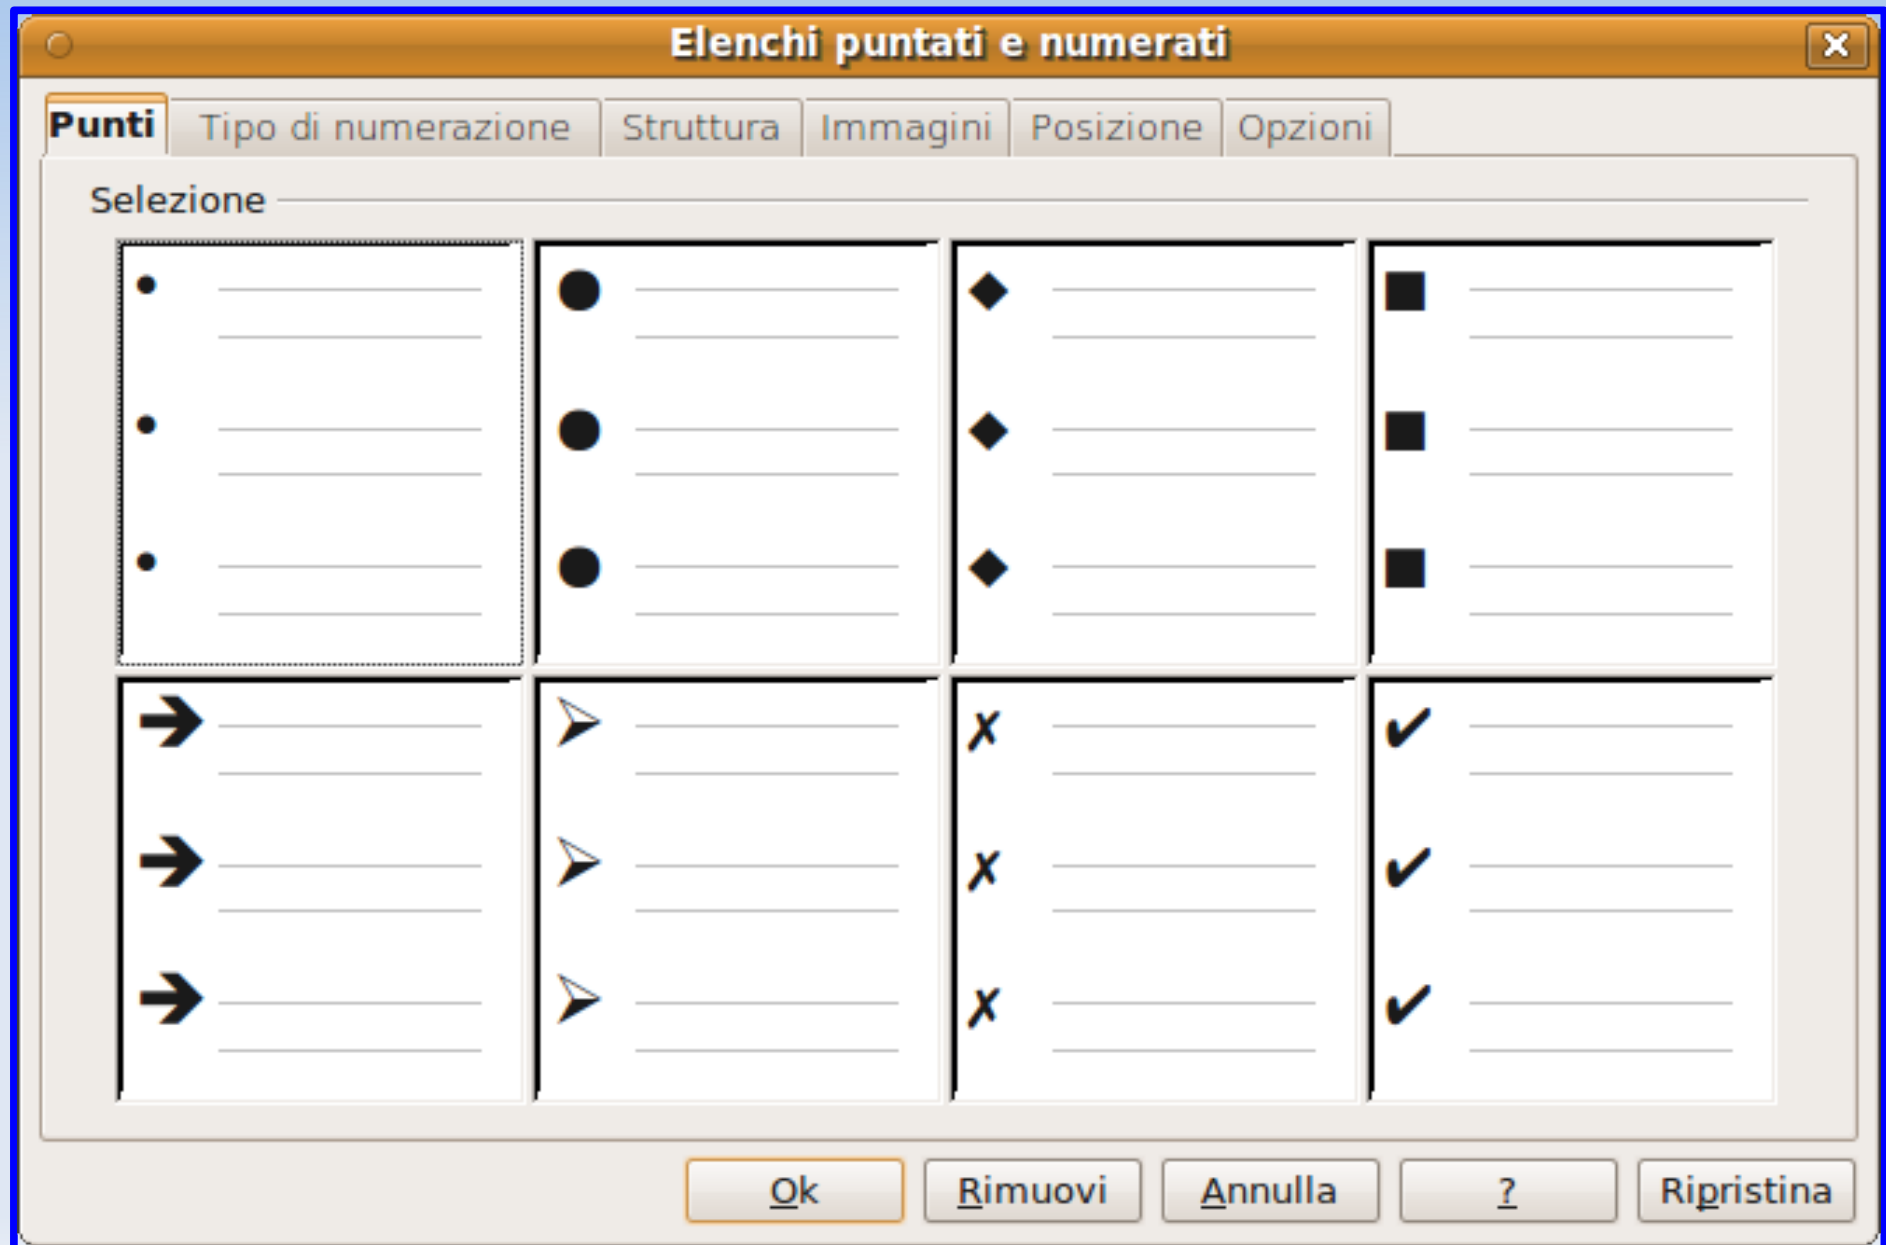 Elenchi puntati e numerati
Punti Tipo di numerazione Struttura Immagini Posizione Opzioni
Selezione
Ok Rimuovi Annulla ? Ripristina